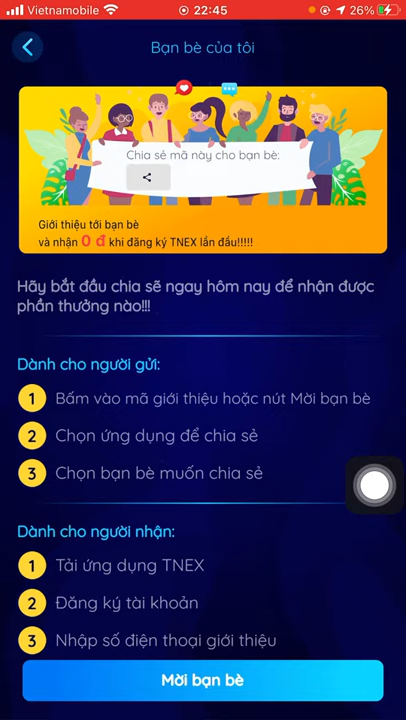 Vietnamobile
22:45
26%
Bạn bè của tôi
Chia sẻ mã này cho bạn bè:
Giới thiệu tới bạn bè
và nhận 0 đ khi đăng ký TNEX lần đầu!!!!!
Hãy bắt đầu chia sẽ ngay hôm nay để nhận được
phần thưởng nào!!!
Dành cho người gửi:
1 Bấm vào mã giới thiệu hoặc nút Mời bạn bè
2 Chọn ứng dụng để chia sẻ
3 Chọn bạn bè muốn chia sẻ
Dành cho người nhận:
1 Tải ứng dụng TNEX
2 Đăng ký tài khoản
3 Nhập số điện thoại giới thiệu
Mời bạn bè